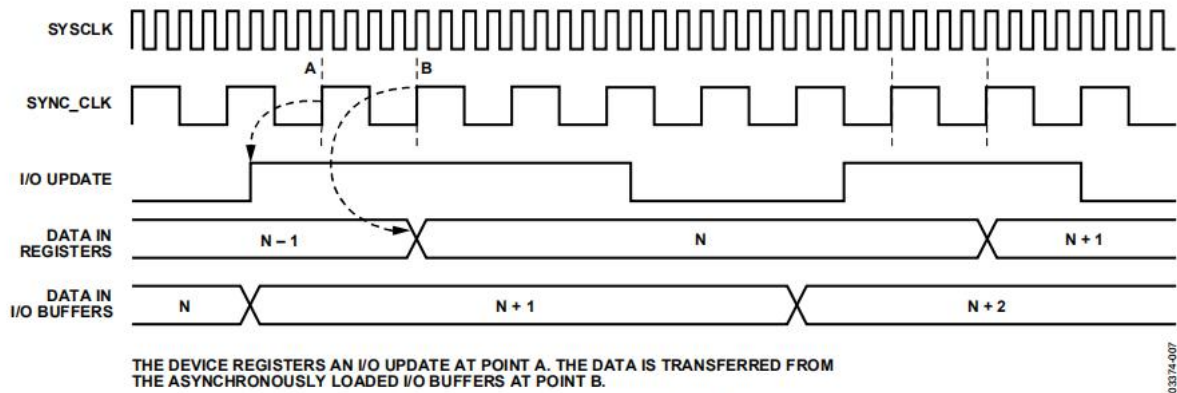 SYSCLK
A
B
SYNC_CLK
I/O UPDATE
DATA IN
REGISTERS
N – 1
N
N + 1
DATA IN
I/O BUFFERS
N
N + 1
N + 2
THE DEVICE REGISTERS AN I/O UPDATE AT POINT A. THE DATA IS TRANSFERRED FROM
THE ASYNCHRONOUSLY LOADED I/O BUFFERS AT POINT B.
03374-007